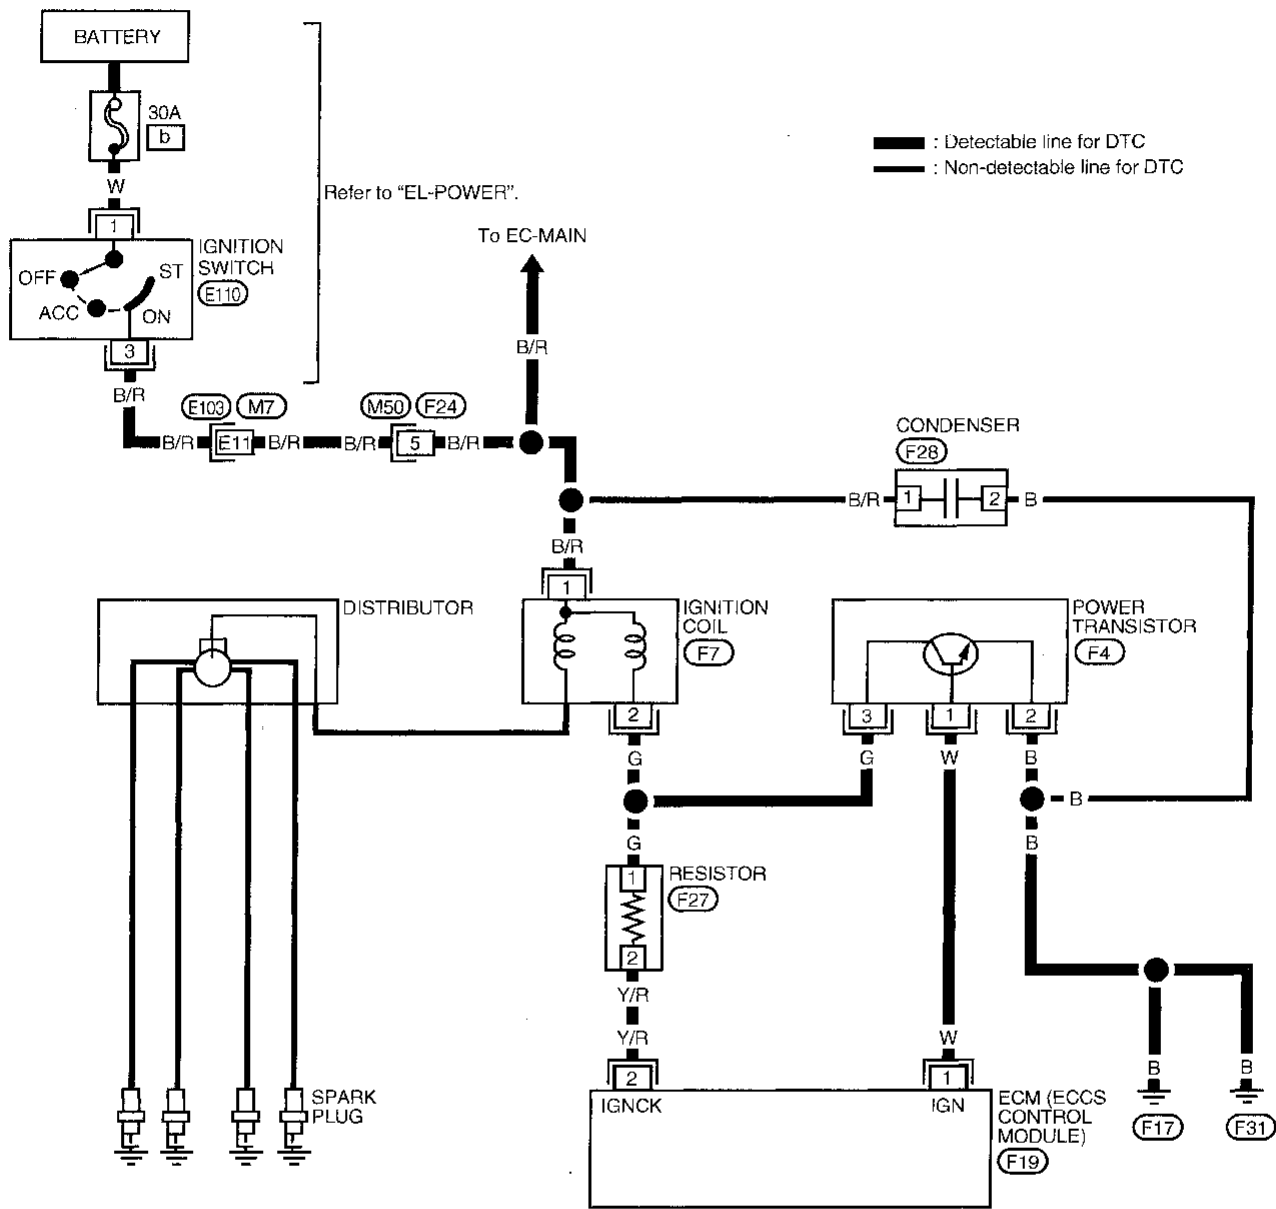 BATTERY
30A
b
W
1
IGNITION
SWITCH
E110
OFF
ST
ACC
ON
3
B/R
Refer to “EL-POWER”.
: Detectable line for DTC
: Non-detectable line for DTC
To EC-MAIN
B/R
E103
M7
M50
F24
B/R
E11
B/R
B/R
5
B/R
CONDENSER
F28
B/R
1
2
B
B/R
1
DISTRIBUTOR
IGNITION
COIL
F7
2
G
POWER
TRANSISTOR
F4
3
1
2
G
W
B
B
G
B
1
RESISTOR
F27
2
Y/R
Y/R
W
2
1
IGNCK
IGN
ECM (ECCS
CONTROL
MODULE)
F19
SPARK
PLUG
B
B
F17
F31